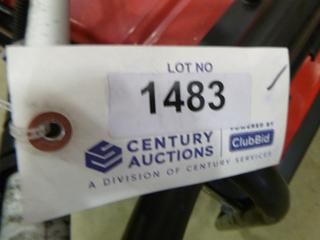 LOT NO
1483
CENTURY AUCTIONS
POWERED BY
ClubBid
A DIVISION OF CENTURY SERVICES